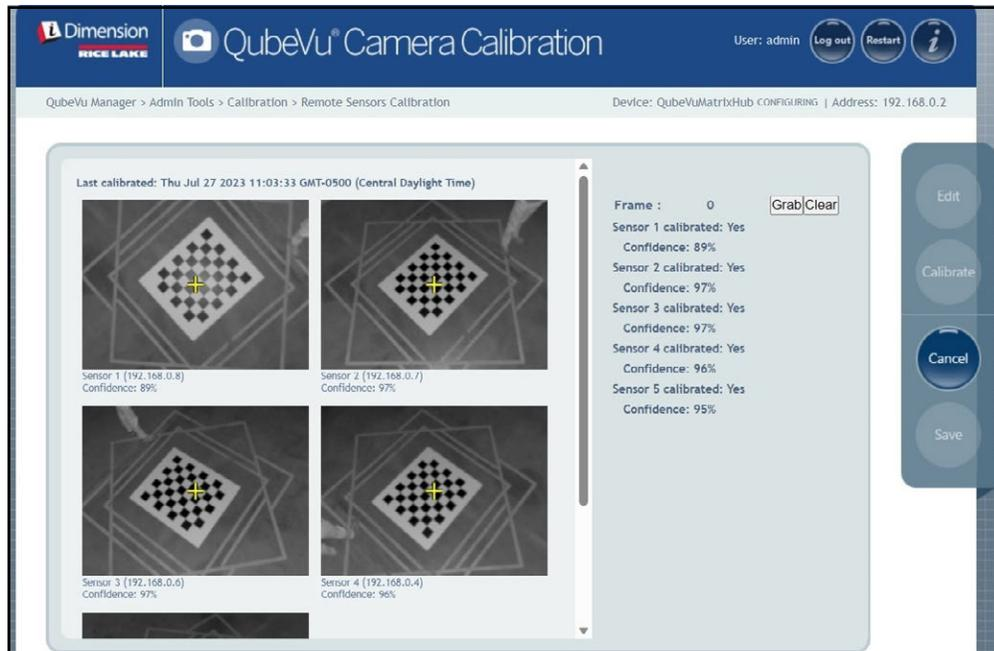 Dimension
RICE LAKE
QubeVu® Camera Calibration
User: admin
Log out
Restart
i
QubeVu Manager > Admin Tools > Calibration > Remote Sensors Calibration
Device: QubeVuMatrixHub CONFIGURING | Address: 192.168.0.2
Last calibrated: Thu Jul 27 2023 11:03:33 GMT-0500 (Central Daylight Time)
Sensor 1 (192.168.0.8)
Confidence: 89%
Sensor 2 (192.168.0.7)
Confidence: 97%
Sensor 3 (192.168.0.6)
Confidence: 97%
Sensor 4 (192.168.0.4)
Confidence: 96%
Frame : 0 Grab Clear
Sensor 1 calibrated: Yes
Confidence: 89%
Sensor 2 calibrated: Yes
Confidence: 97%
Sensor 3 calibrated: Yes
Confidence: 97%
Sensor 4 calibrated: Yes
Confidence: 96%
Sensor 5 calibrated: Yes
Confidence: 95%
Edit
Calibrate
Cancel
Save